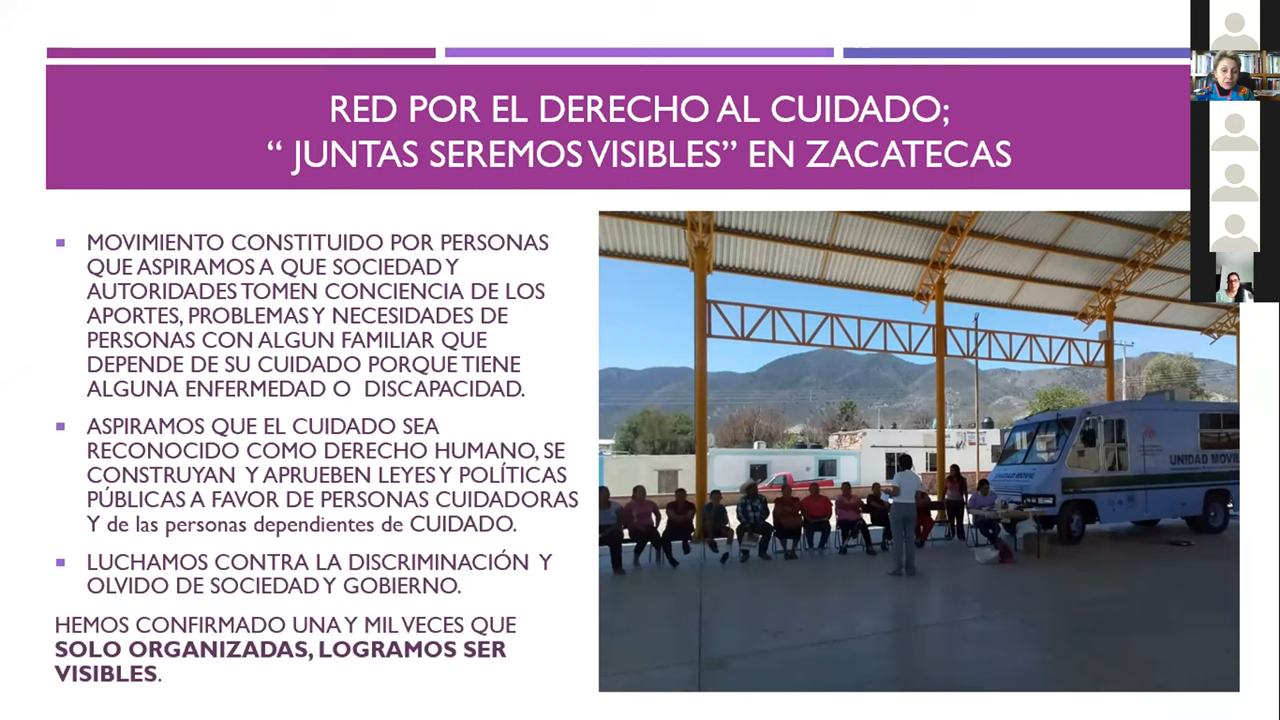 RED POR EL DERECHO AL CUIDADO;
“ JUNTAS SEREMOS VISIBLES” EN ZACATECAS
MOVIMIENTO CONSTITUIDO POR PERSONAS
QUE ASPIRAMOS A QUE SOCIEDAD Y
AUTORIDADES TOMEN CONCIENCIA DE LOS
APORTES, PROBLEMAS Y NECESIDADES DE
PERSONAS CON ALGUN FAMILIAR QUE
DEPENDE DE SU CUIDADO PORQUE TIENE
ALGUNA ENFERMEDAD O DISCAPACIDAD.
ASPIRAMOS QUE EL CUIDADO SEA
RECONOCIDO COMO DERECHO HUMANO, SE
CONSTRUYAN Y APRUEBEN LEYES Y POLÍTICAS
PÚBLICAS A FAVOR DE PERSONAS CUIDADORAS
Y de las personas dependientes de CUIDADO.
LUCHAMOS CONTRA LA DISCRIMINACIÓN Y
OLVIDO DE SOCIEDAD Y GOBIERNO.
HEMOS CONFIRMADO UNA Y MIL VECES QUE
SOLO ORGANIZADAS, LOGRAMOS SER
VISIBLES.
UNIDAD MOVIL
UNIDAD MOVIL